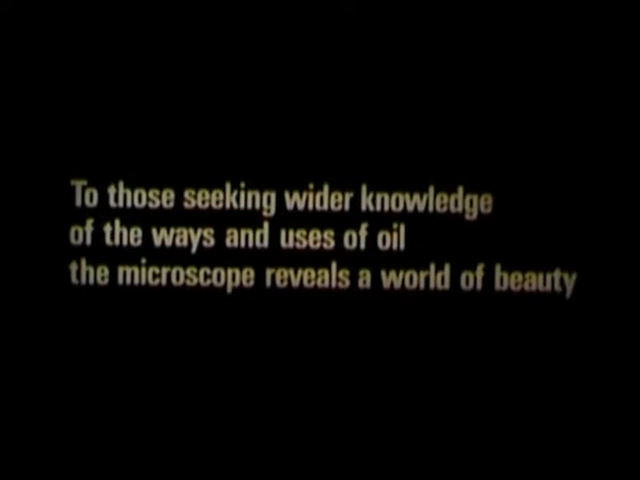 To those seeking wider knowledge
of the ways and uses of oil
the microscope reveals a world of beauty